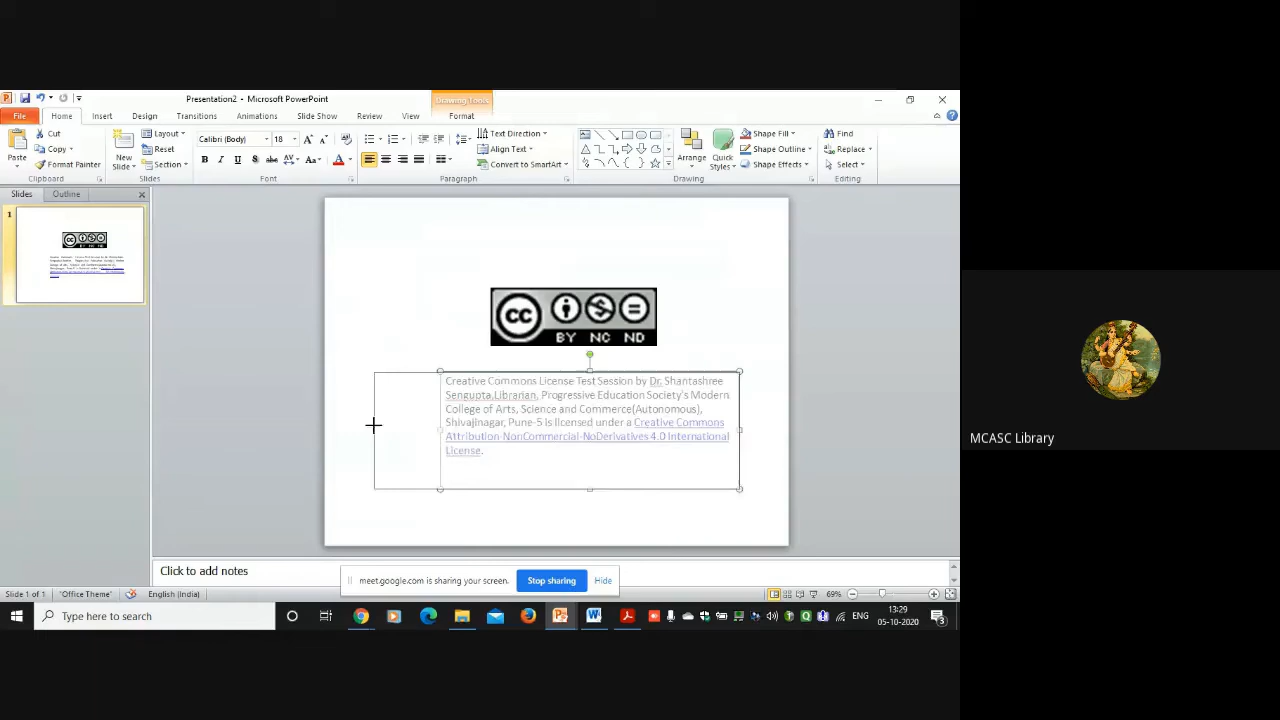 Presentation2 - Microsoft PowerPoint
Drawing Tools
File Home Insert Design Transitions Animations Slide Show Review View Format
Paste
Cut
Copy
Format Painter
Clipboard
New Slide
Layout
Reset
Section
Slides
Calibri (Body) 18
B I U S abc AV Aa A
Font
Text Direction
Align Text
Convert to SmartArt
Paragraph
Arrange
Quick Styles
Shape Fill
Shape Outline
Shape Effects
Drawing
Find
Replace
Select
Editing
Slides Outline
1
cc
BY NC ND
Creative Commons License Test Session by Dr. Shantashree
Sengupta,Librarian, Progressive Education Society's Modern
College of Arts, Science and Commerce(Autonomous),
Shivajinagar, Pune-5 is licensed under a Creative Commons
Attribution-NonCommercial-NoDerivatives 4.0 International
License.
MCASC Library
Click to add notes
meet.google.com is sharing your screen. Stop sharing Hide
Slide 1 of 1 "Office Theme" English (India) 69%
Type here to search
ENG
13:29
05-10-2020
3